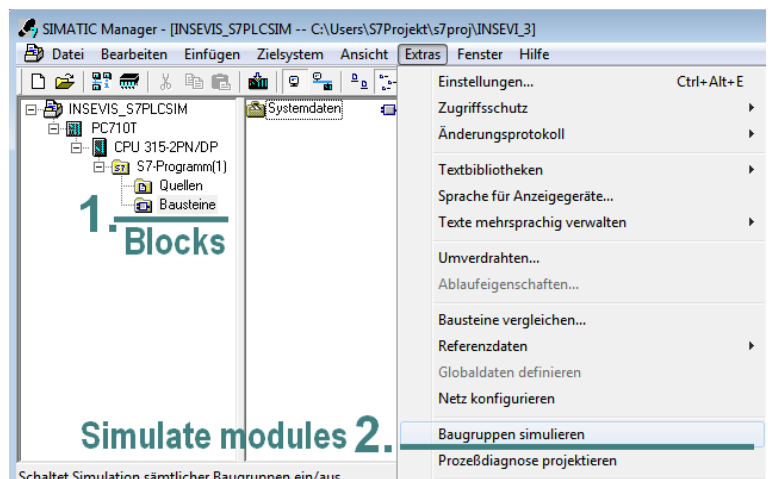 SIMATIC Manager - [INSEVIS_S7PLCSIM -- C:\Users\S7Projekt\s7proj\INSEVI_3]
Datei Bearbeiten Einfügen Zielsystem Ansicht Extras Fenster Hilfe
INSEVIS_S7PLCSIM
PC710T
CPU 315-2PN/DP
S7-Programm(1)
Quellen
Bausteine
1.
Blocks
Systemdaten
Einstellungen... Ctrl+Alt+E
Zugriffsschutz
Änderungsprotokoll
Textbibliotheken
Sprache für Anzeigegeräte...
Texte mehrsprachig verwalten
Umverdrahten...
Ablaufeigenschaften...
Bausteine vergleichen...
Referenzdaten
Globaldaten definieren
Netz konfigurieren
Simulate modules 2.
Baugruppen simulieren
Prozeßdiagnose projektieren
Schaltet Simulation sämtlicher Baugruppen ein/aus